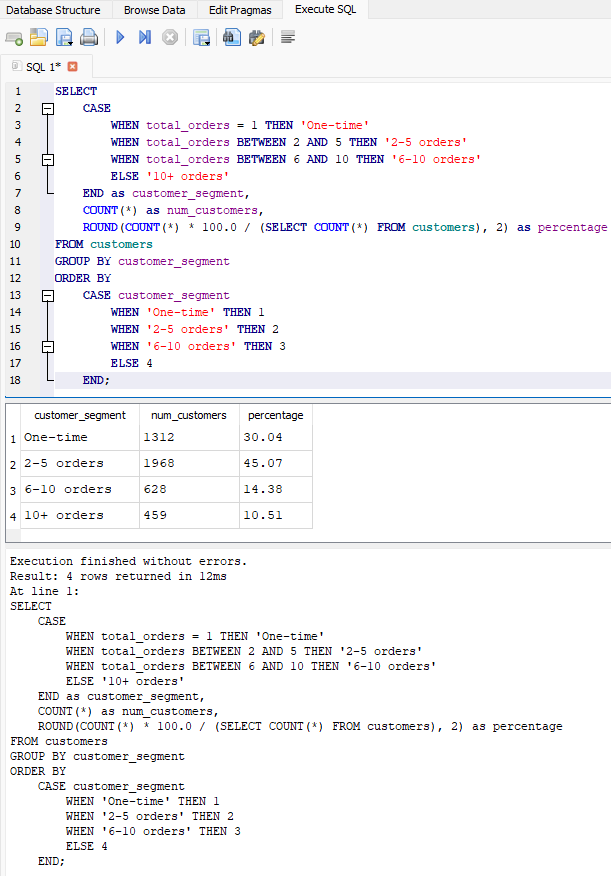 Database Structure Browse Data Edit Pragmas Execute SQL
SQL 1*
1 SELECT
2 CASE
3 WHEN total_orders = 1 THEN 'One-time'
4 WHEN total_orders BETWEEN 2 AND 5 THEN '2-5 orders'
5 WHEN total_orders BETWEEN 6 AND 10 THEN '6-10 orders'
6 ELSE '10+ orders'
7 END as customer_segment,
8 COUNT(*) as num_customers,
9 ROUND(COUNT(*) * 100.0 / (SELECT COUNT(*) FROM customers), 2) as percentage
10 FROM customers
11 GROUP BY customer_segment
12 ORDER BY
13 CASE customer_segment
14 WHEN 'One-time' THEN 1
15 WHEN '2-5 orders' THEN 2
16 WHEN '6-10 orders' THEN 3
17 ELSE 4
18 END;
customer_segment num_customers percentage
1 One-time 1312 30.04
2 2-5 orders 1968 45.07
3 6-10 orders 628 14.38
4 10+ orders 459 10.51
Execution finished without errors.
Result: 4 rows returned in 12ms
At line 1:
SELECT
CASE
WHEN total_orders = 1 THEN 'One-time'
WHEN total_orders BETWEEN 2 AND 5 THEN '2-5 orders'
WHEN total_orders BETWEEN 6 AND 10 THEN '6-10 orders'
ELSE '10+ orders'
END as customer_segment,
COUNT(*) as num_customers,
ROUND(COUNT(*) * 100.0 / (SELECT COUNT(*) FROM customers), 2) as percentage
FROM customers
GROUP BY customer_segment
ORDER BY
CASE customer_segment
WHEN 'One-time' THEN 1
WHEN '2-5 orders' THEN 2
WHEN '6-10 orders' THEN 3
ELSE 4
END;